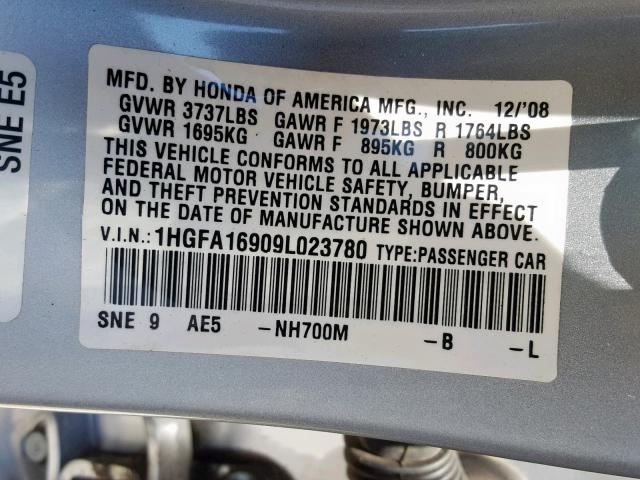 SNE E5
MFD. BY HONDA OF AMERICA MFG., INC. 12/'08
GVWR 3737LBS GAWR F 1973LBS R 1764LBS
GVWR 1695KG GAWR F 895KG R 800KG
THIS VEHICLE CONFORMS TO ALL APPLICABLE
FEDERAL MOTOR VEHICLE SAFETY, BUMPER,
AND THEFT PREVENTION STANDARDS IN EFFECT
ON THE DATE OF MANUFACTURE SHOWN ABOVE.
V.I.N.: 1HGFA16909L023780 TYPE:PASSENGER CAR
SNE 9 AE5 -NH700M -B -L